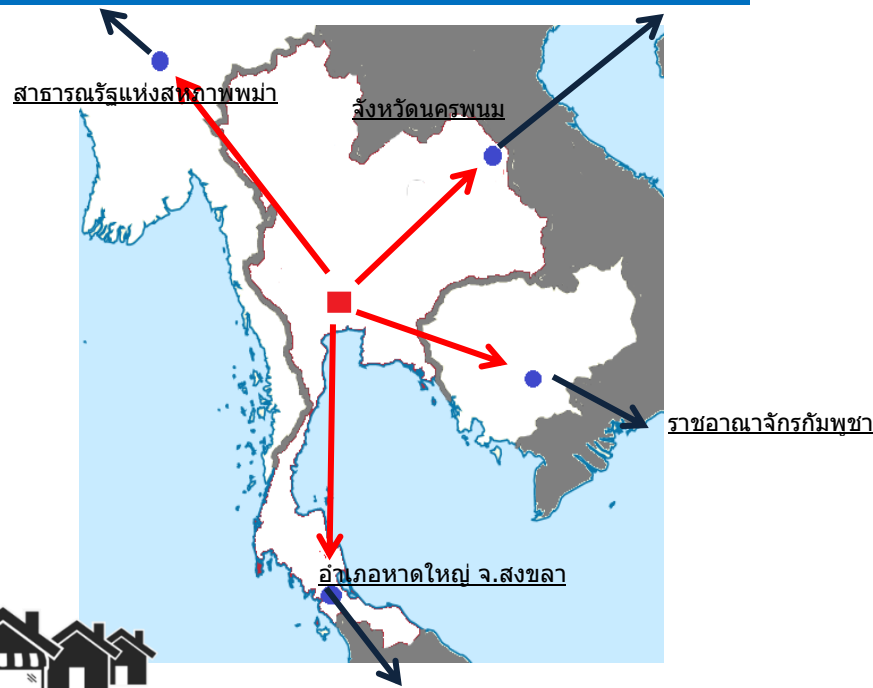 สาธารณรัฐแห่งสหภาพพม่า
จังหวัดนครพนม
ราชอาณาจักรกัมพูชา
อำเภอหาดใหญ่ จ.สงขลา